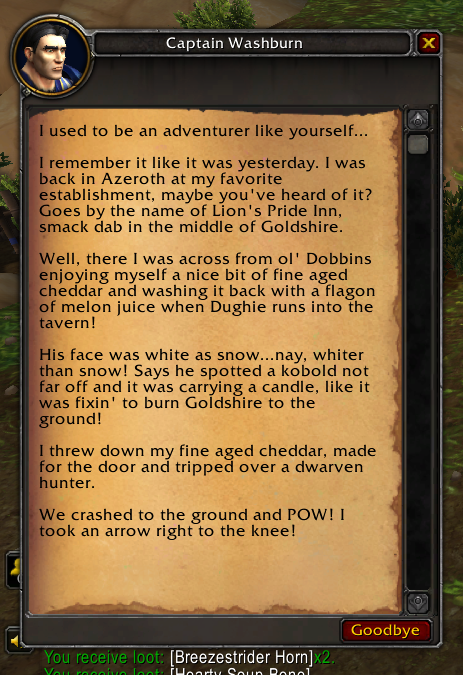 Captain Washburn
I used to be an adventurer like yourself...
I remember it like it was yesterday. I was
back in Azeroth at my favorite
establishment, maybe you've heard of it?
Goes by the name of Lion's Pride Inn,
smack dab in the middle of Goldshire.
Well, there I was across from ol' Dobbins
enjoying myself a nice bit of fine aged
cheddar and washing it back with a flagon
of melon juice when Dughie runs into the
tavern!
His face was white as snow...nay, whiter
than snow! Says he spotted a kobold not
far off and it was carrying a candle, like it
was fixin' to burn Goldshire to the
ground!
I threw down my fine aged cheddar, made
for the door and tripped over a dwarven
hunter.
We crashed to the ground and POW! I
took an arrow right to the knee!
Goodbye
You receive loot: [Breezestrider Horn]x2.
You receive loot: [Hearty Soup Bone]